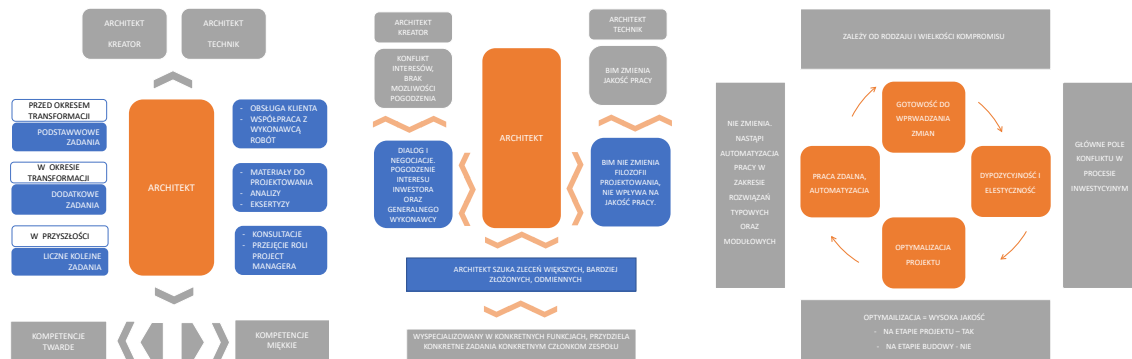 ARCHITEKT
KREATOR
ARCHITEKT
TECHNIK
PRZED OKRESEM
TRANSFORMACJI
PODSTAWWOWE
ZADANIA
W OKRESIE
TRANSFORMACJI
DODATKOWE
ZADANIA
W PRZYSZŁOŚCI
LICZNE KOLEJNE
ZADANIA
ARCHITEKT
- OBSŁUGA KLIENTA
- WSPÓŁPRACA Z
WYKONAWCĄ
ROBÓT
- MATERIAŁY DO
PROJEKTOWANIA
- ANALIZY
- EKSERTYZY
- KONSULTACJE
- PRZEJĘCIE ROLI
PROJECT
MANAGERA
KOMPETENCJE
TWARDE
KOMPETENCJE
MIĘKKIE
ARCHITEKT
KREATOR
KONFLIKT
INTERESÓW,
BRAK
MOŻLIWOŚCI
POGODZENIA
DIALOG I
NEGOCJACJE.
POGODZENIE
INTERESU
INWESTORA
ORAZ
GENERALNEGO
WYKONAWCY
ARCHITEKT
ARCHITEKT
TECHNIK
BIM ZMIENIA
JAKOŚĆ PRACY
BIM NIE ZMIENIA
FILOZOFII
PROJEKTOWANIA,
NIE WPŁYWA NA
JAKOŚĆ PRACY.
ARCHITEKT SZUKA ZLECEŃ WIĘKSZYCH, BARDZIEJ
ZŁOŻONYCH, ODMIENNYCH
WYSPECJALIZOWANY W KONKRETNYCH FUNKCJACH, PRZYDZIELA
KONKRETNE ZADANIA KONKRETNYM CZŁONKOM ZESPOŁU
ZALEŻY OD RODZAJU I WIELKOŚCI KOMPROMISU
NIE ZMIENIA.
NASTĄPI
AUTOMATYZACJA
PRACY W
ZAKRESIE
ROZWIĄZAŃ
TYPOWYCH
ORAZ
MODUŁOWYCH
GOTOWOŚĆ DO
WPRWADZANIA
ZMIAN
PRACA ZDALNA,
AUTOMATYZACJA
DYPOZYCYJNOŚĆ I
ELESTYCZNOŚĆ
OPTYMALIZACJA
PROJEKTU
GŁÓWNE POLE
KONFLIKTU W
PROCESIE
INWESTYCYJNYM
OPTYMAILIZACJA = WYSOKA JAKOŚĆ
- NA ETAPIE PROJEKTU – TAK
- NA ETAPIE BUDOWY - NIE